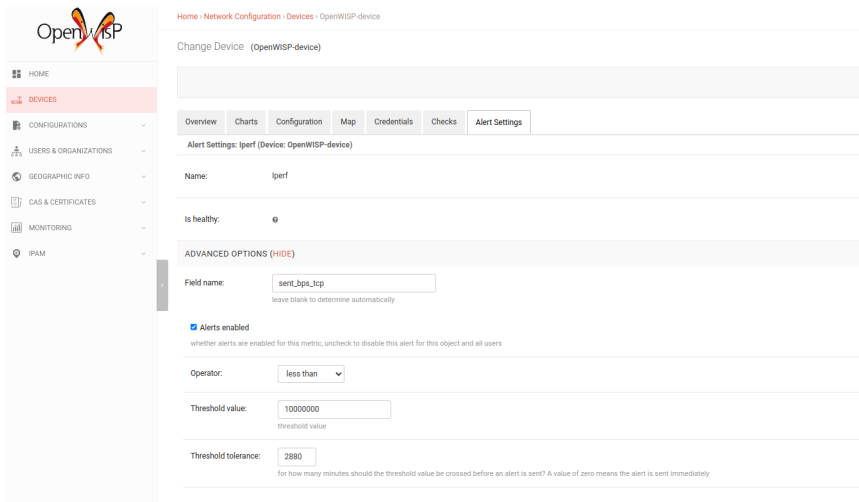 OpenWISP
Home › Network Configuration › Devices › OpenWISP-device
Change Device (OpenWISP-device)
HOME
DEVICES
CONFIGURATIONS
USERS & ORGANIZATIONS
GEOGRAPHIC INFO
CAS & CERTIFICATES
MONITORING
IPAM
Overview Charts Configuration Map Credentials Checks Alert Settings
Alert Settings: Iperf (Device: OpenWISP-device)
Name: Iperf
Is healthy:
ADVANCED OPTIONS (HIDE)
Field name: sent_bps_tcp
leave blank to determine automatically
Alerts enabled
whether alerts are enabled for this metric, uncheck to disable this alert for this object and all users
Operator: less than
Threshold value: 10000000
threshold value
Threshold tolerance: 2880
for how many minutes should the threshold value be crossed before an alert is sent? A value of zero means the alert is sent immediately